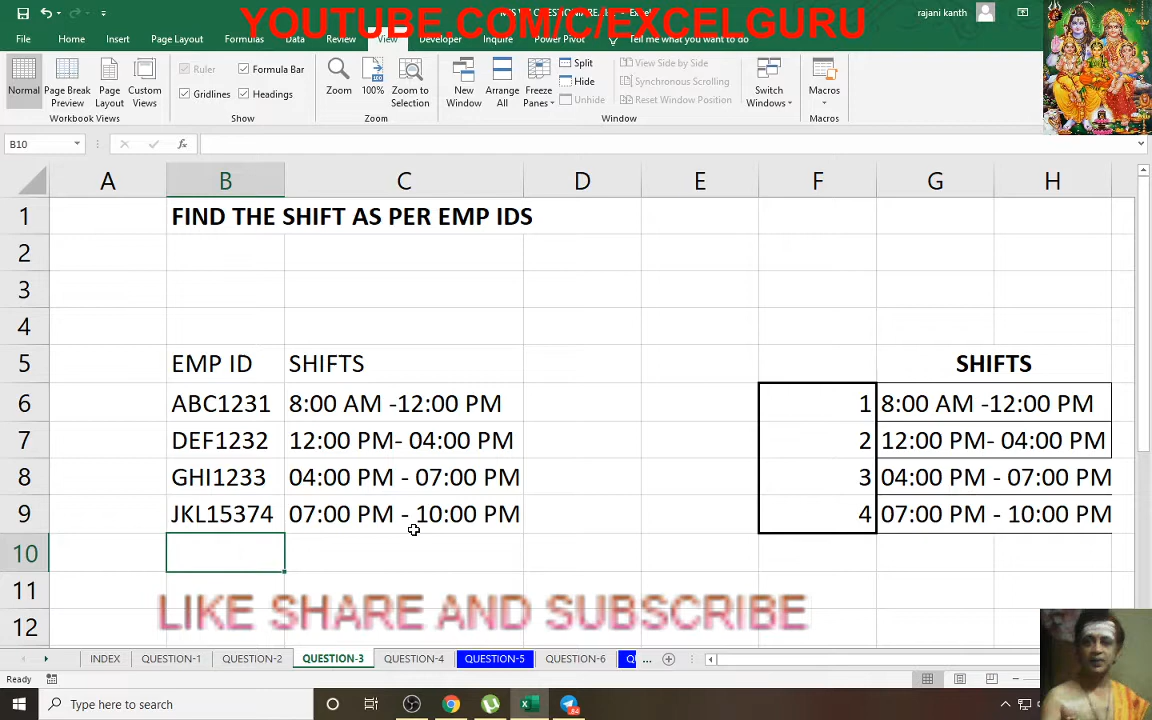 YOUTUBE.COM/C/EXCELGURU
rajani kanth
File Home Insert Page Layout Formulas Data Review View Developer Inquire Power Pivot Tell me what you want to do
Normal
Page Break Preview
Page Layout
Custom Views
Workbook Views
Ruler
Formula Bar
Gridlines
Headings
Show
Zoom
100%
Zoom to Selection
Zoom
New Window
Arrange All
Freeze Panes
Split
Hide
Unhide
View Side by Side
Synchronous Scrolling
Reset Window Position
Window
Switch Windows
Macros
Macros
B10 fx
A B C D E F G H
1 FIND THE SHIFT AS PER EMP IDS
2
3
4
5 EMP ID SHIFTS SHIFTS
6 ABC1231 8:00 AM -12:00 PM 1 8:00 AM -12:00 PM
7 DEF1232 12:00 PM- 04:00 PM 2 12:00 PM- 04:00 PM
8 GHI1233 04:00 PM - 07:00 PM 3 04:00 PM - 07:00 PM
9 JKL15374 07:00 PM - 10:00 PM 4 07:00 PM - 10:00 PM
10
11
LIKE SHARE AND SUBSCRIBE
12
INDEX QUESTION-1 QUESTION-2 QUESTION-3 QUESTION-4 QUESTION-5 QUESTION-6 ...
Ready
Type here to search